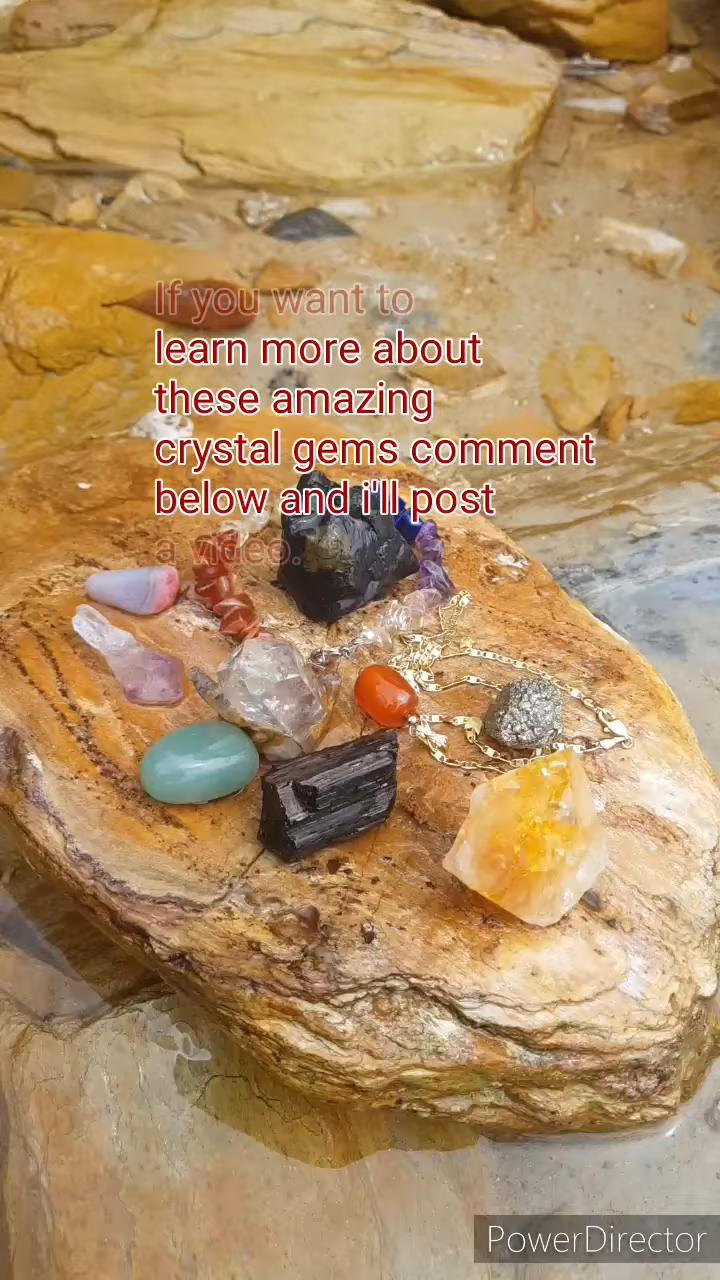 If you want to
learn more about
these amazing
crystal gems comment
below and i'll post
a video.
PowerDirector